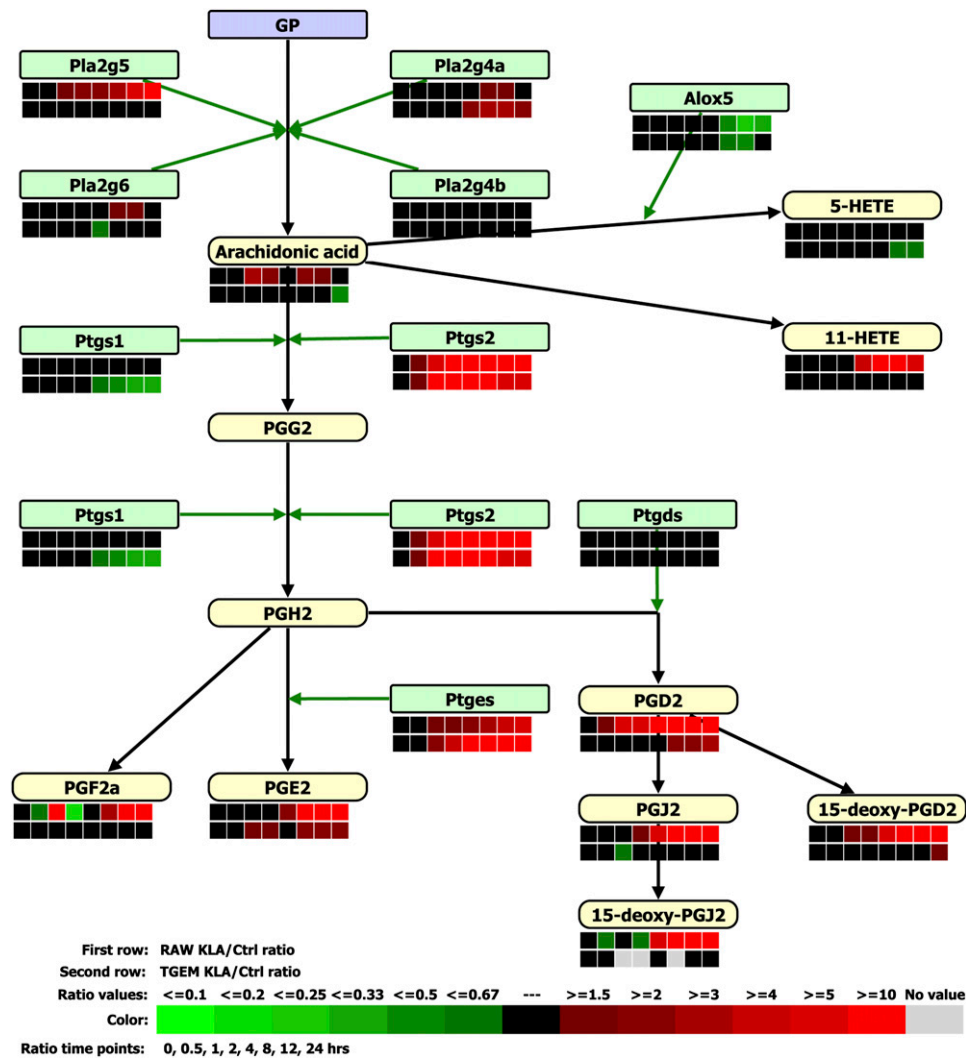 GP
Pla2g5
Pla2g4a
Alox5
Pla2g6
Pla2g4b
5-HETE
Arachidonic acid
Ptgs1
Ptgs2
11-HETE
PGG2
Ptgs1
Ptgs2
Ptgds
PGH2
Ptges
PGD2
PGF2a
PGE2
PGJ2
15-deoxy-PGD2
15-deoxy-PGJ2
First row: RAW KLA/Ctrl ratio
Second row: TGEM KLA/Ctrl ratio
Ratio values: <=0.1 <=0.2 <=0.25 <=0.33 <=0.5 <=0.67 --- >=1.5 >=2 >=3 >=4 >=5 >=10 No value
Color:
Ratio time points: 0, 0.5, 1, 2, 4, 8, 12, 24 hrs